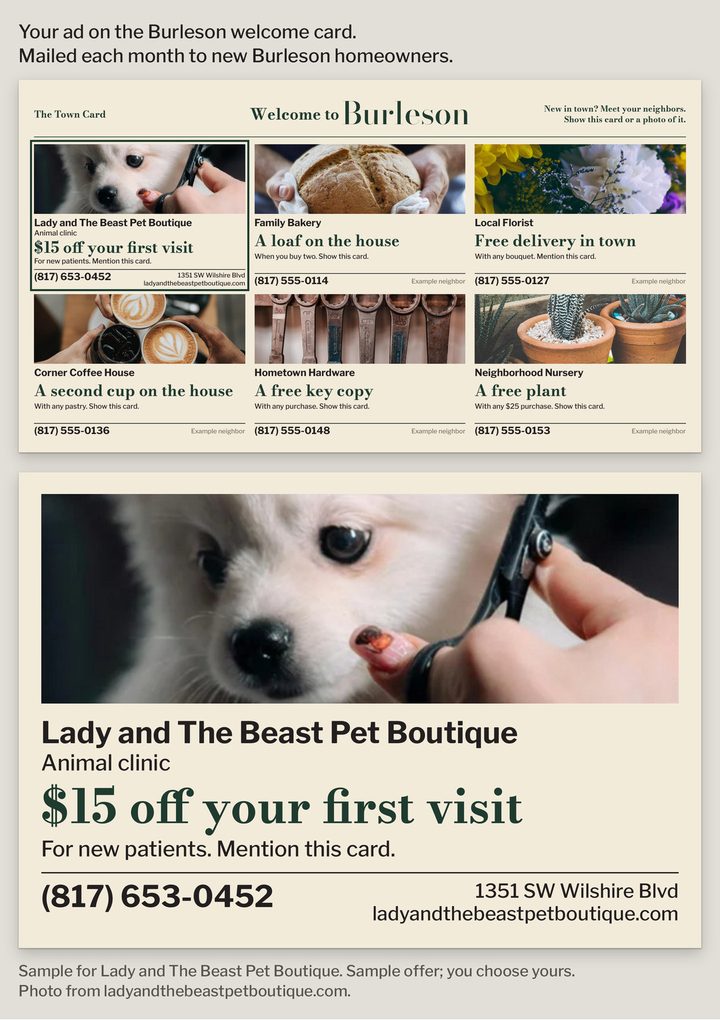 Your ad on the Burleson welcome card.
Mailed each month to new Burleson homeowners.
The Town Card
Welcome to Burleson
New in town? Meet your neighbors.
Show this card or a photo of it.
Lady and The Beast Pet Boutique
Animal clinic
$15 off your first visit
For new patients. Mention this card.
(817) 653-0452
1351 SW Wilshire Blvd
ladyandthebeastpetboutique.com
Family Bakery
A loaf on the house
When you buy two. Show this card.
(817) 555-0114
Example neighbor
Local Florist
Free delivery in town
With any bouquet. Mention this card.
(817) 555-0127
Example neighbor
Corner Coffee House
A second cup on the house
With any pastry. Show this card.
(817) 555-0136
Example neighbor
Hometown Hardware
A free key copy
With any purchase. Show this card.
(817) 555-0148
Example neighbor
Neighborhood Nursery
A free plant
With any $25 purchase. Show this card.
(817) 555-0153
Example neighbor
Lady and The Beast Pet Boutique
Animal clinic
$15 off your first visit
For new patients. Mention this card.
(817) 653-0452
1351 SW Wilshire Blvd
ladyandthebeastpetboutique.com
Sample for Lady and The Beast Pet Boutique. Sample offer; you choose yours.
Photo from ladyandthebeastpetboutique.com.